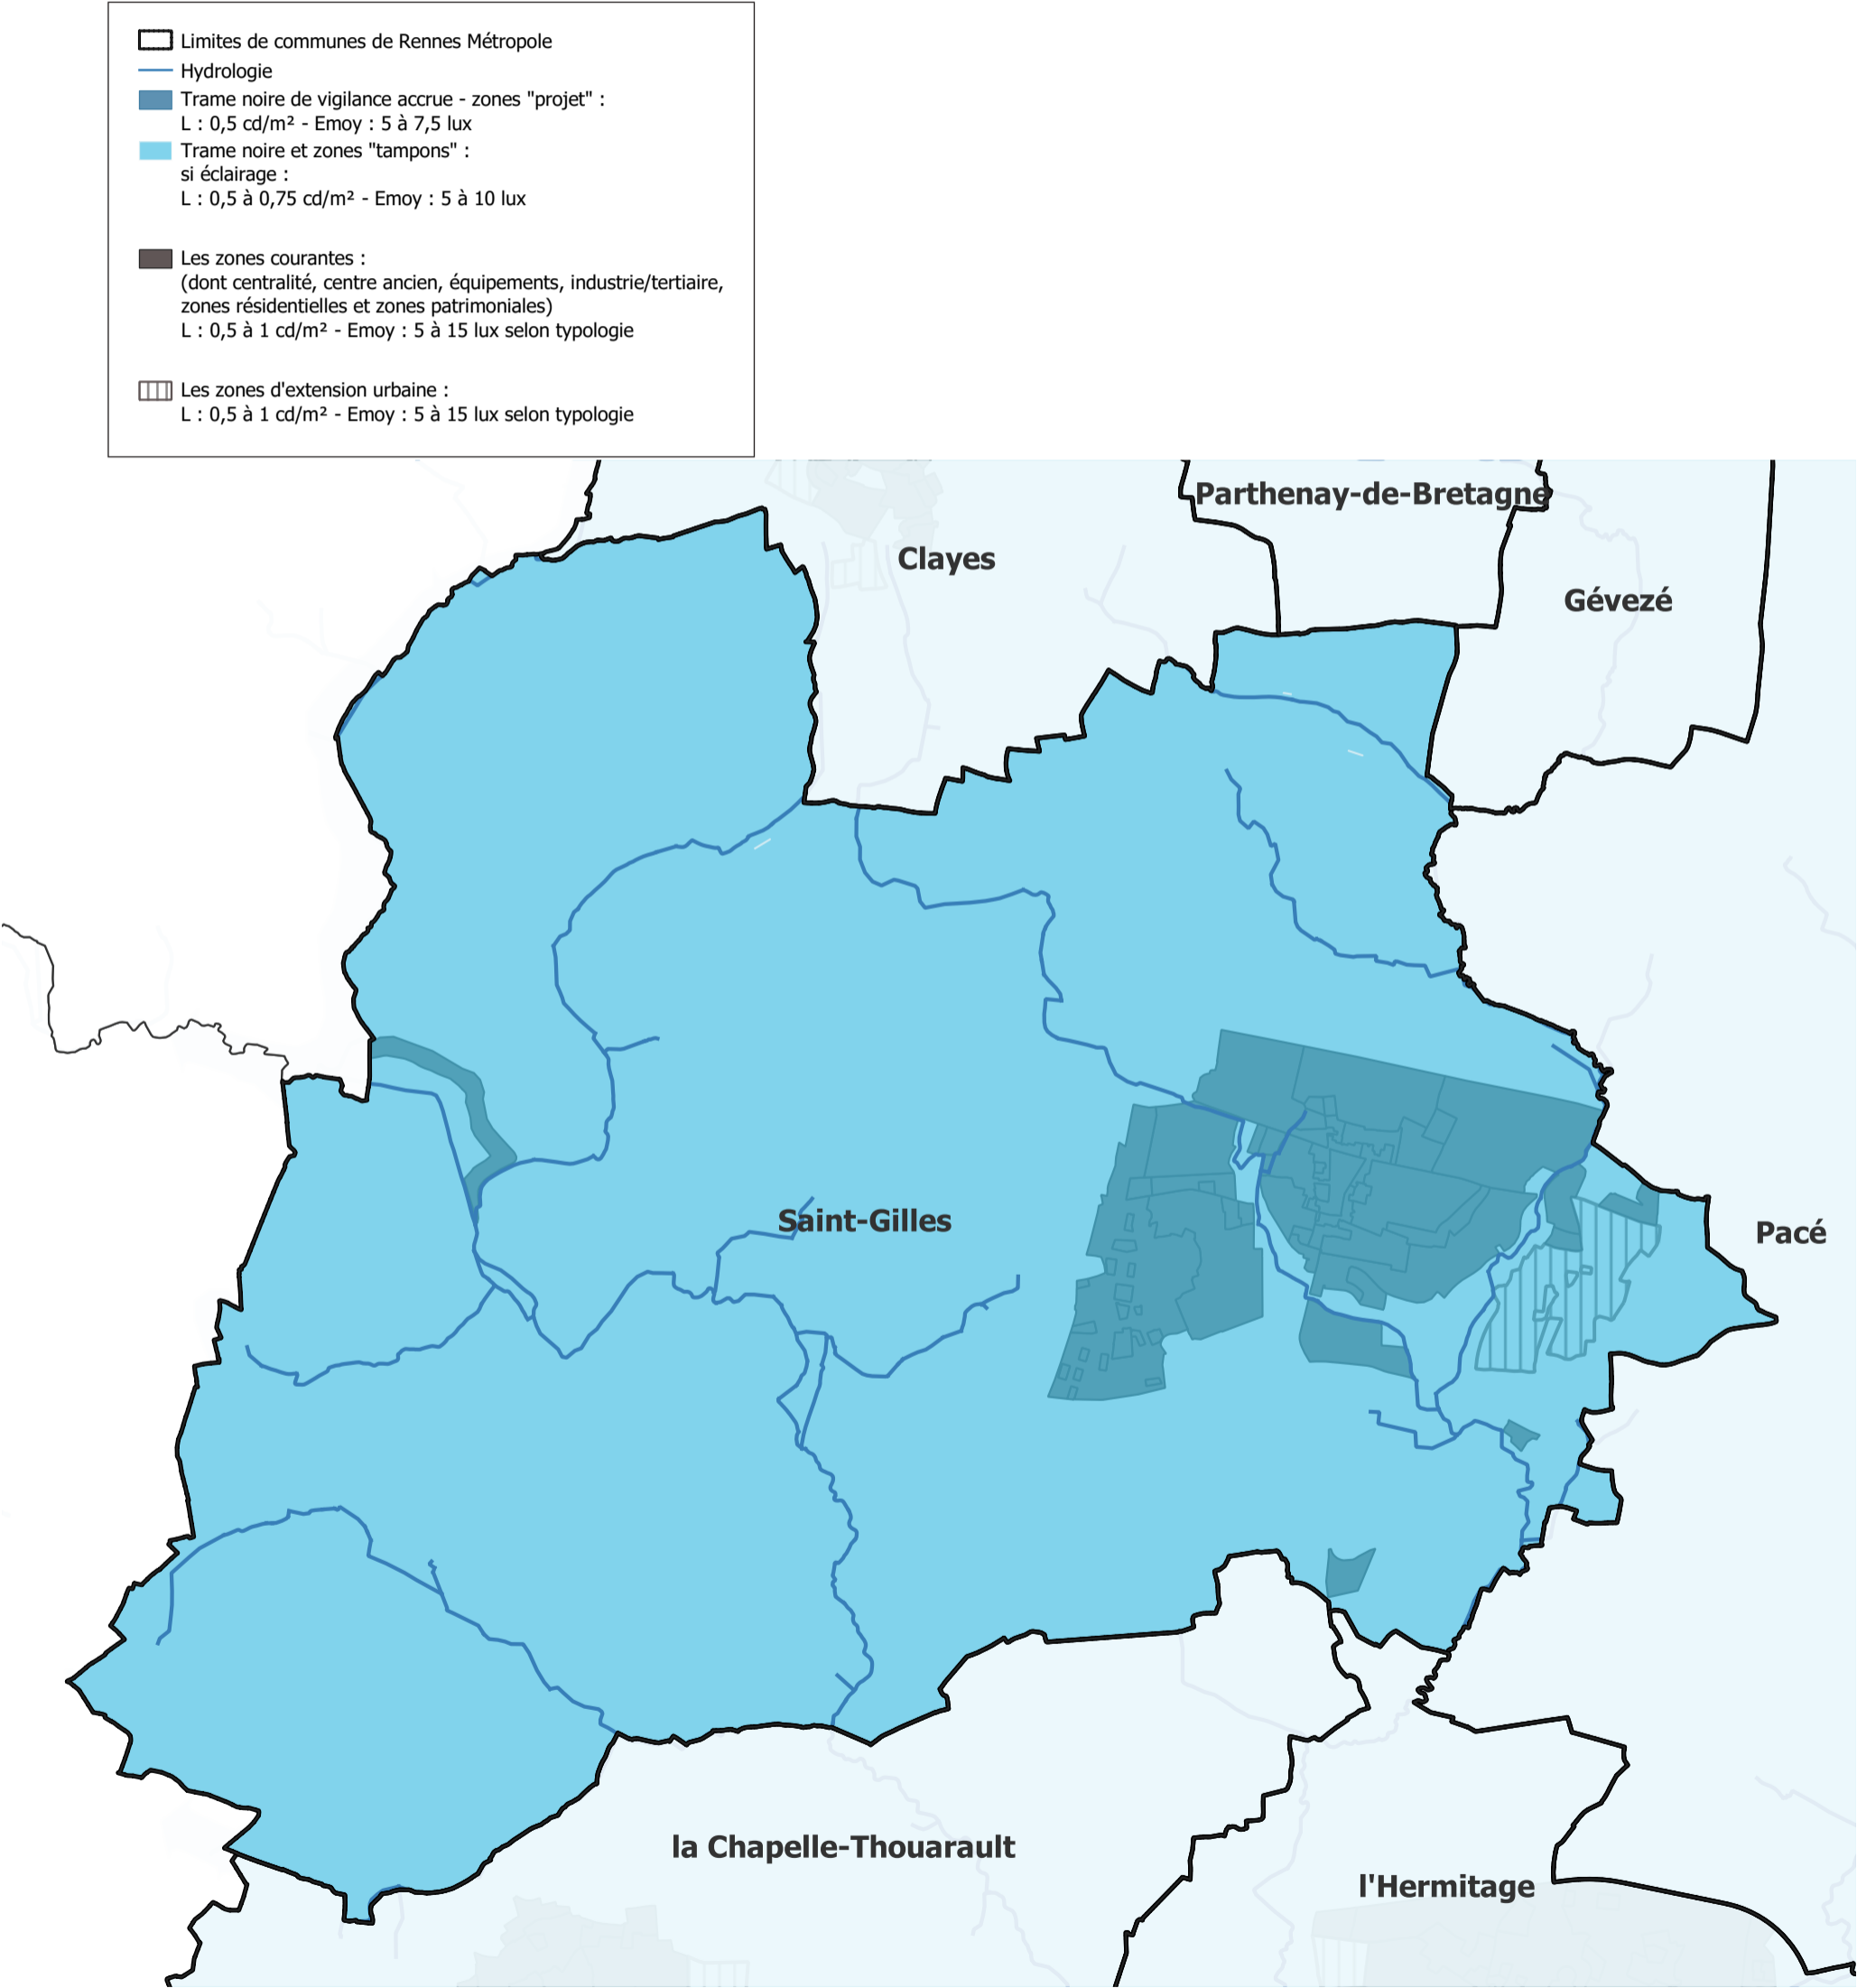 Limites de communes de Rennes Métropole
Hydrologie
Trame noire de vigilance accrue - zones "projet" :
L : 0,5 cd/m² - Emoy : 5 à 7,5 lux
Trame noire et zones "tampons" :
si éclairage :
L : 0,5 à 0,75 cd/m² - Emoy : 5 à 10 lux
Les zones courantes :
(dont centralité, centre ancien, équipements, industrie/tertiaire,
zones résidentielles et zones patrimoniales)
L : 0,5 à 1 cd/m² - Emoy : 5 à 15 lux selon typologie
Les zones d'extension urbaine :
L : 0,5 à 1 cd/m² - Emoy : 5 à 15 lux selon typologie
Parthenay-de-Bretagne
Clayes
Gévezé
Saint-Gilles
Pacé
la Chapelle-Thouarault
l'Hermitage